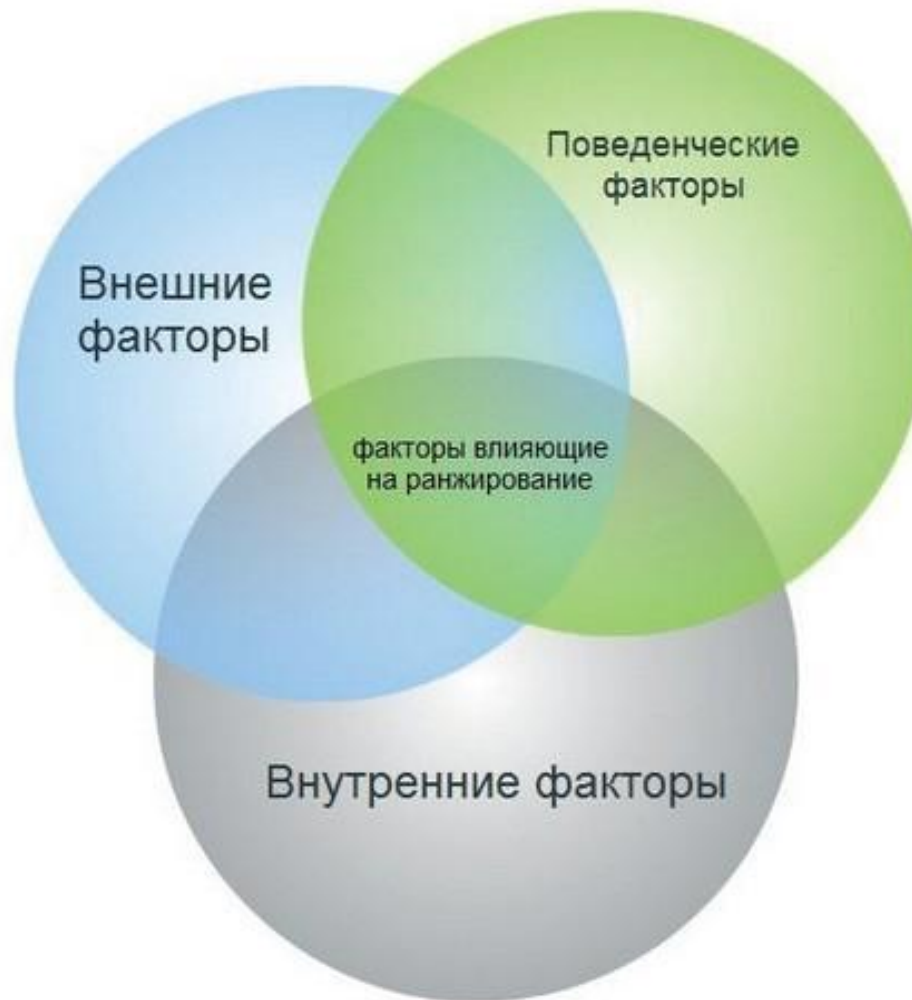 Поведенческие
факторы
Внешние
факторы
факторы влияющие
на ранжирование
Внутренние факторы